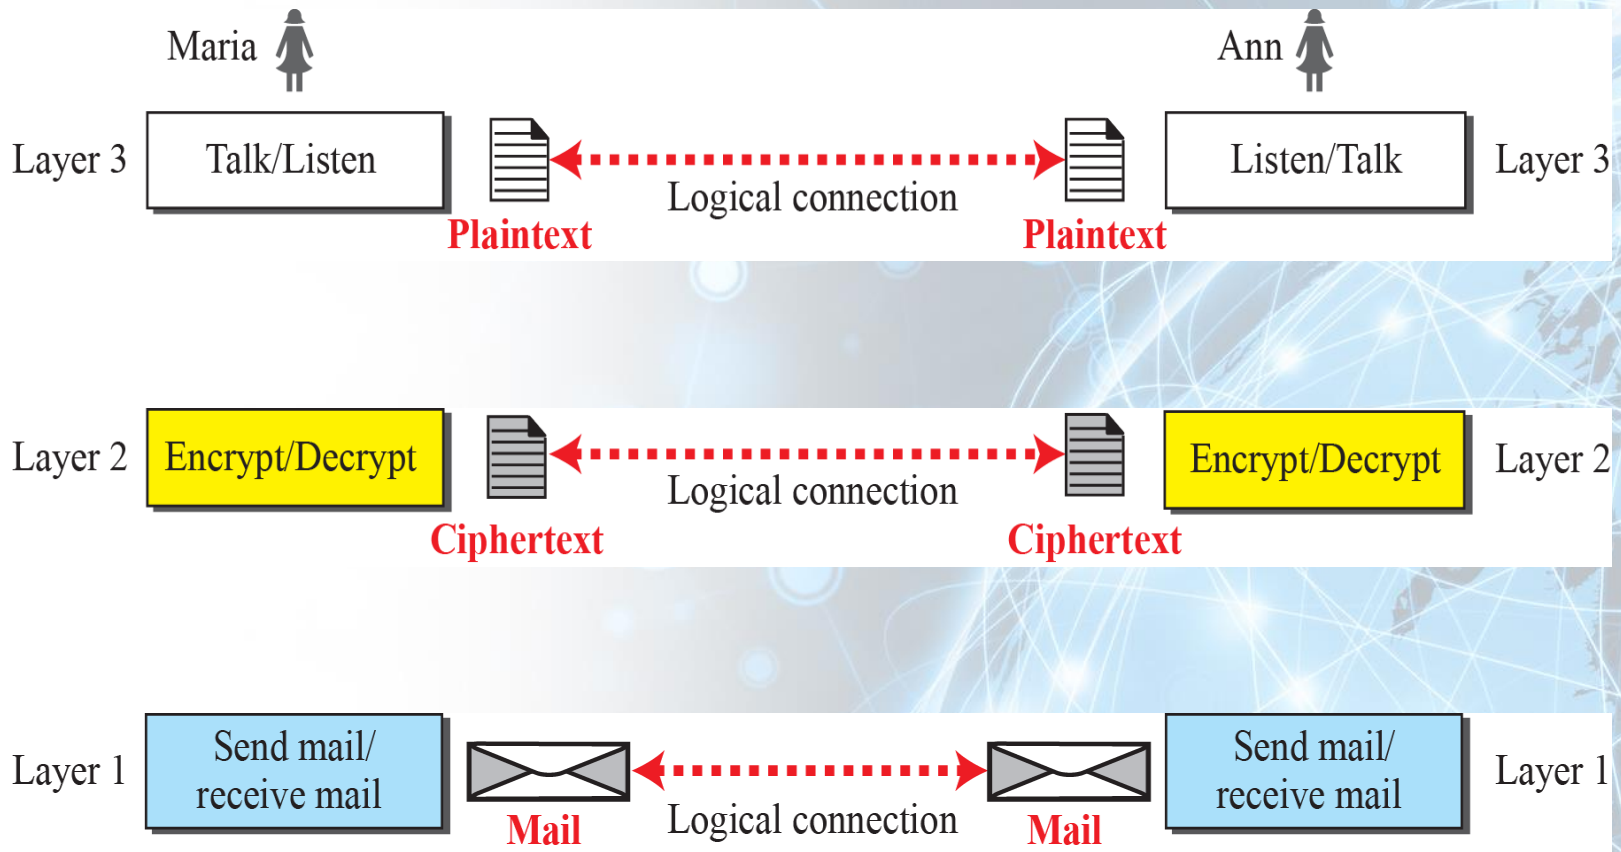 Maria
Ann
Layer 3
Talk/Listen
Logical connection
Listen/Talk
Layer 3
Plaintext
Plaintext
Layer 2
Encrypt/Decrypt
Logical connection
Encrypt/Decrypt
Layer 2
Ciphertext
Ciphertext
Layer 1
Send mail/
receive mail
Logical connection
Send mail/
receive mail
Layer 1
Mail
Mail